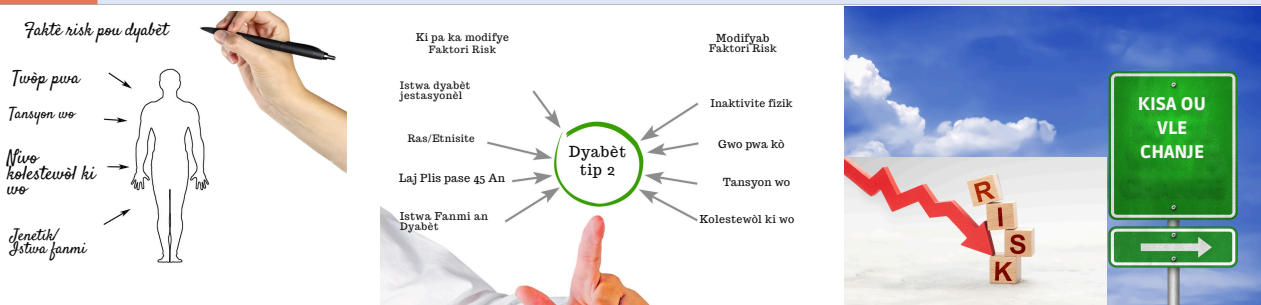 Faktè risk pou dyabèt
Twòp pwa
Tansyon wo
Nivo
kolestewòl ki
wo
Jenetik/
Istwa fanmi
Ki pa ka modifye
Faktori Risk
Modifyab
Faktori Risk
Istwa dyabèt
jestasyonèl
Ras/Etnisite
Laj Plis pase 45 An
Istwa Fanmi an
Dyabèt
Dyabèt
tip 2
Inaktivite fizik
Gwo pwa kò
Tansyon wo
Kolestewòl ki wo
R
I
S
K
KISA OU
VLE
CHANJE